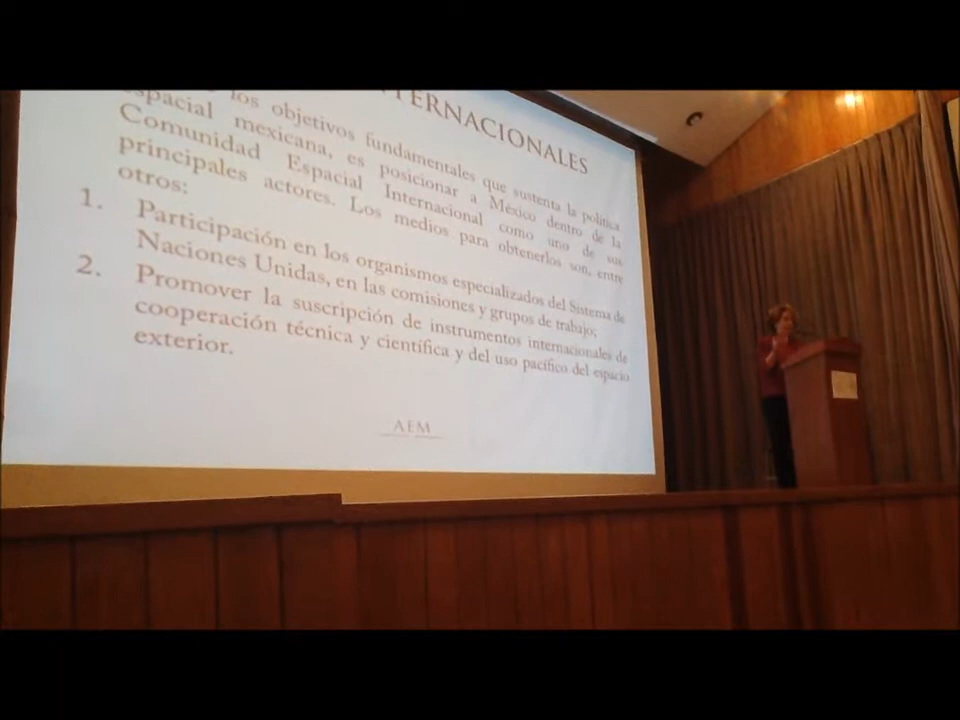 INTERNACIONALES
los objetivos fundamentales que sustenta la política
espacial mexicana, es posicionar a México dentro de la
Comunidad Espacial Internacional como uno de sus
principales actores. Los medios para obtenerlos son, entre
otros:
1. Participación en los organismos especializados del Sistema de
Naciones Unidas, en las comisiones y grupos de trabajo;
2. Promover la suscripción de instrumentos internacionales de
cooperación técnica y científica y del uso pacífico del espacio
exterior.
AEM